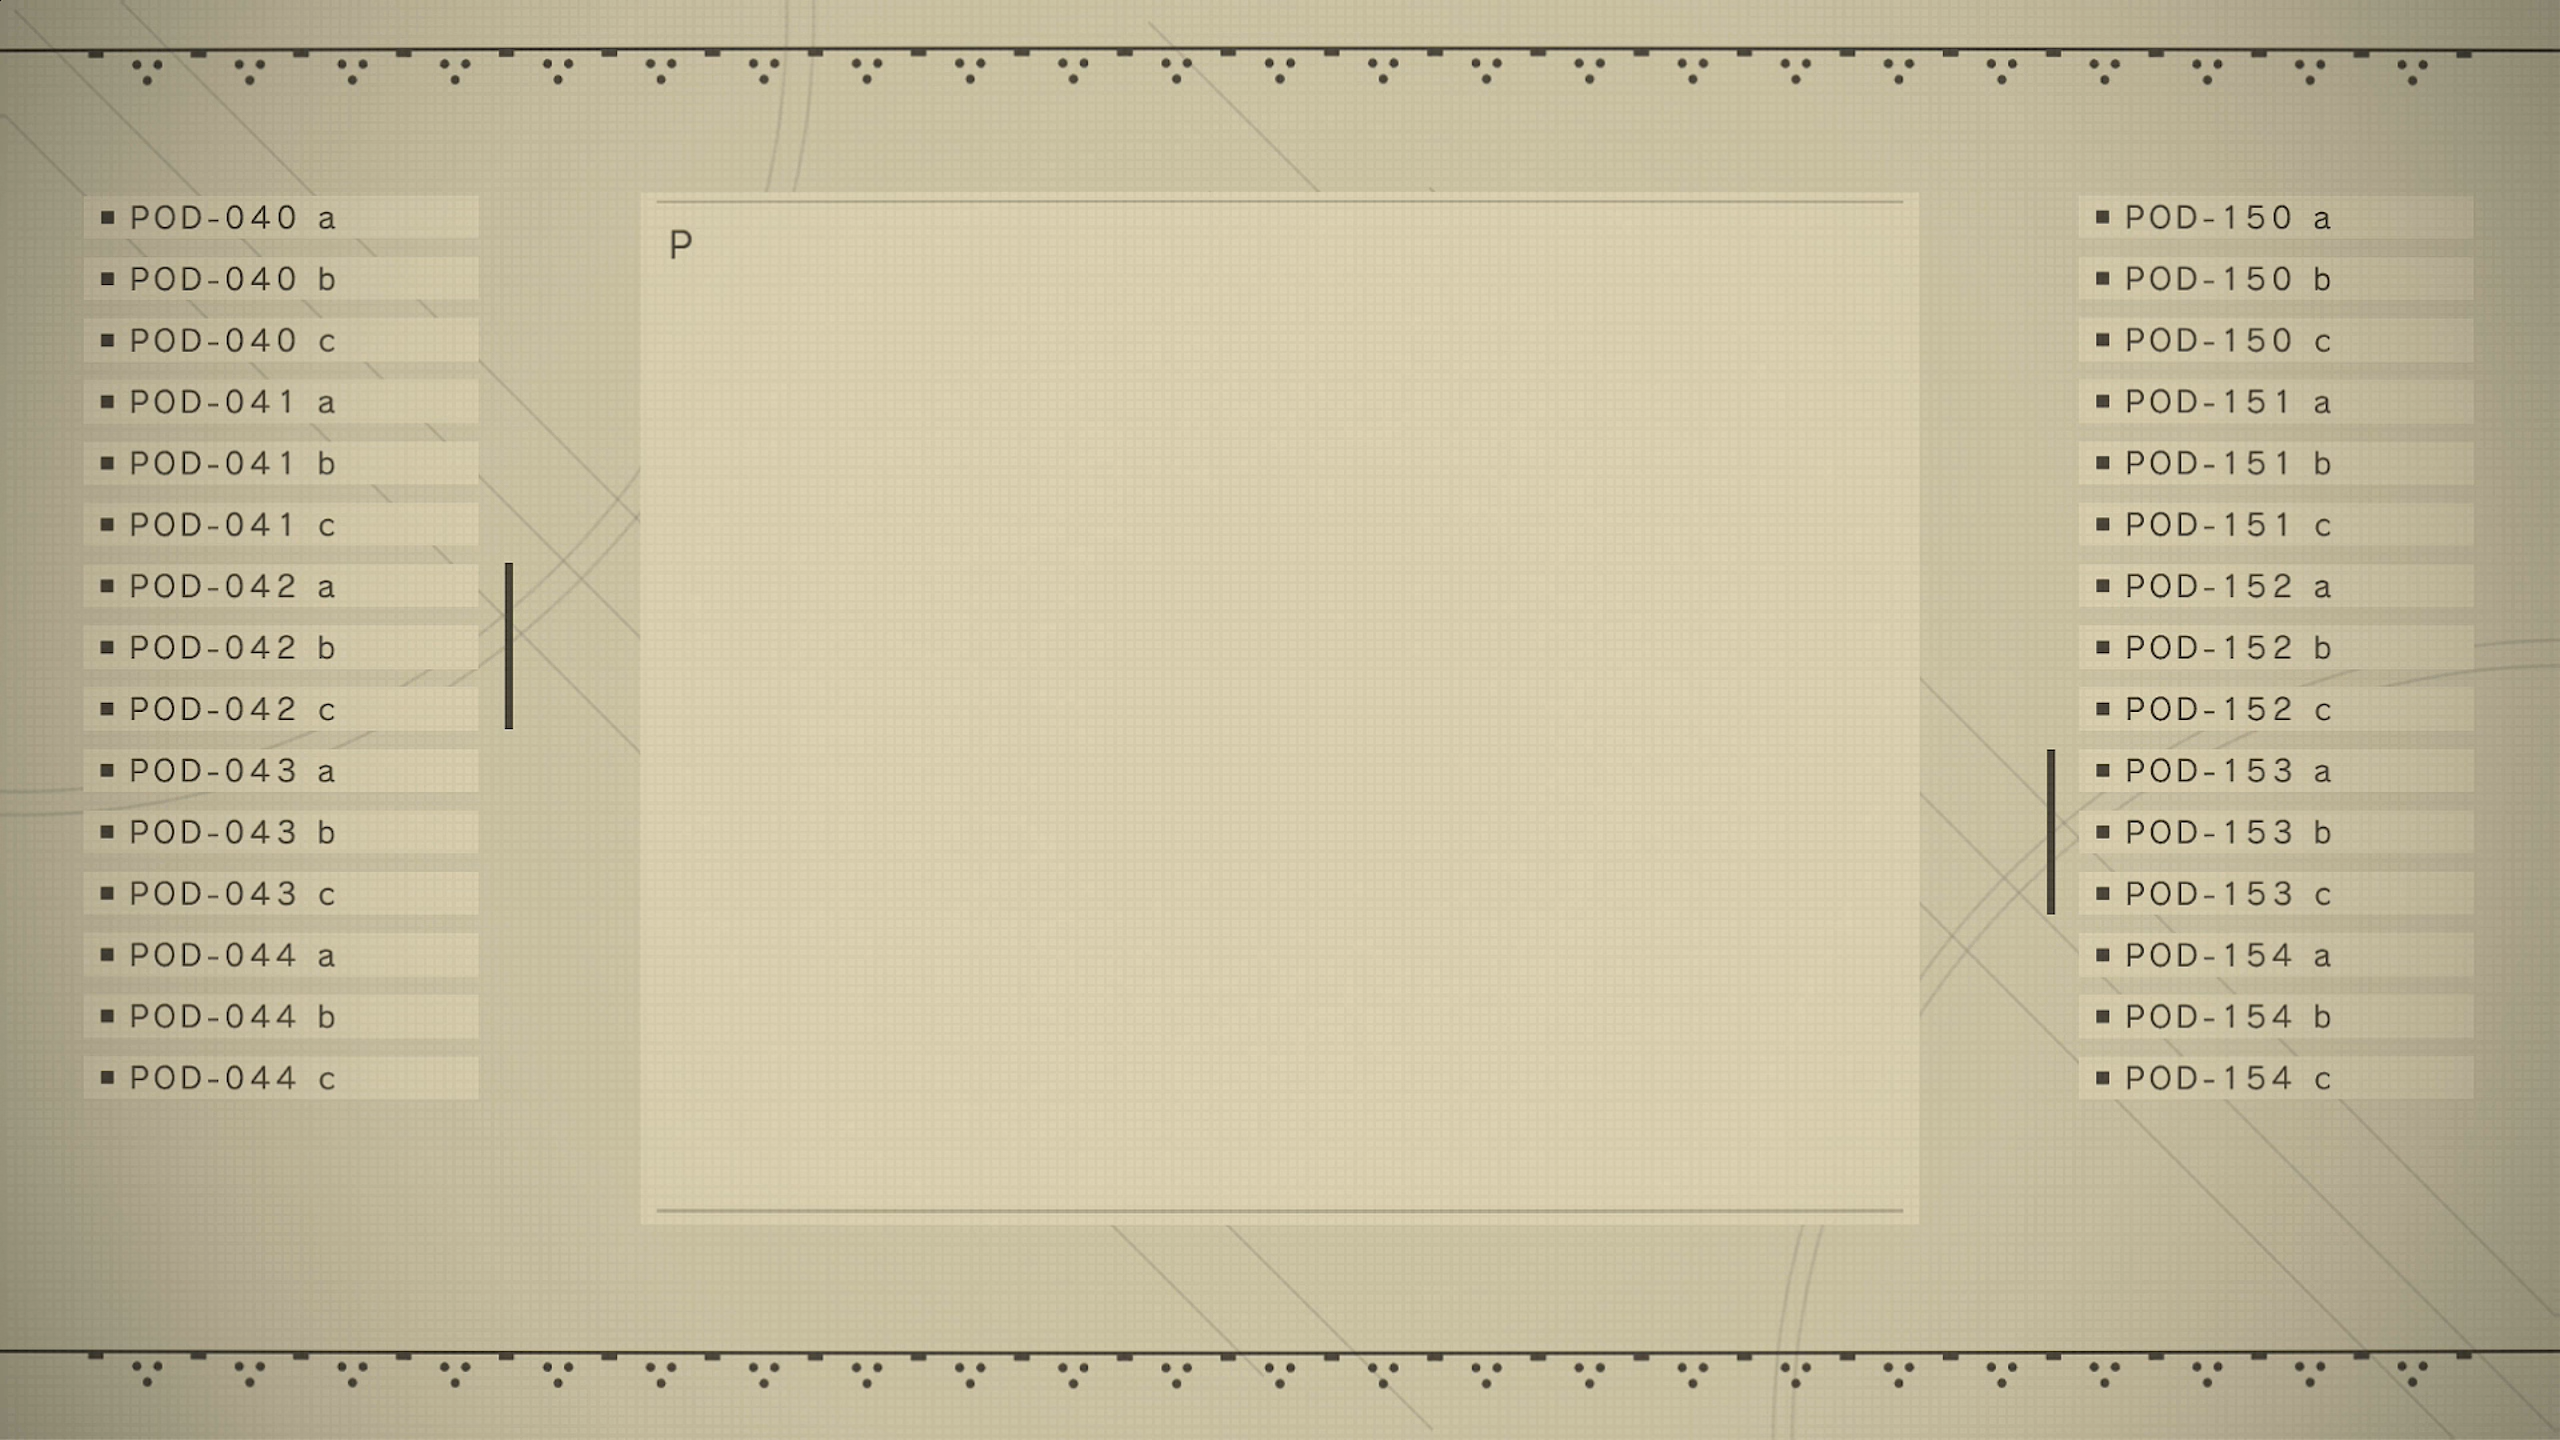 POD-040 a
POD-040 b
POD-040 c
POD-041 a
POD-041 b
POD-041 c
POD-042 a
POD-042 b
POD-042 c
POD-043 a
POD-043 b
POD-043 c
POD-044 a
POD-044 b
POD-044 c
P
POD-150 a
POD-150 b
POD-150 c
POD-151 a
POD-151 b
POD-151 c
POD-152 a
POD-152 b
POD-152 c
POD-153 a
POD-153 b
POD-153 c
POD-154 a
POD-154 b
POD-154 c